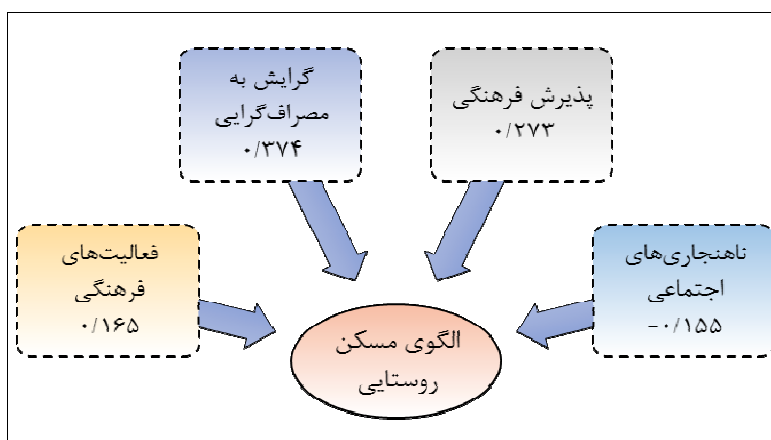 گرایش به
مصراف‌گرایی
۰/۳۷۴
پذیرش فرهنگی
۰/۲۷۳
فعالیت‌های
فرهنگی
۰/۱۶۵
ناهنجاری‌های
اجتماعی
-۰/۱۵۵
الگوی مسکن
روستایی